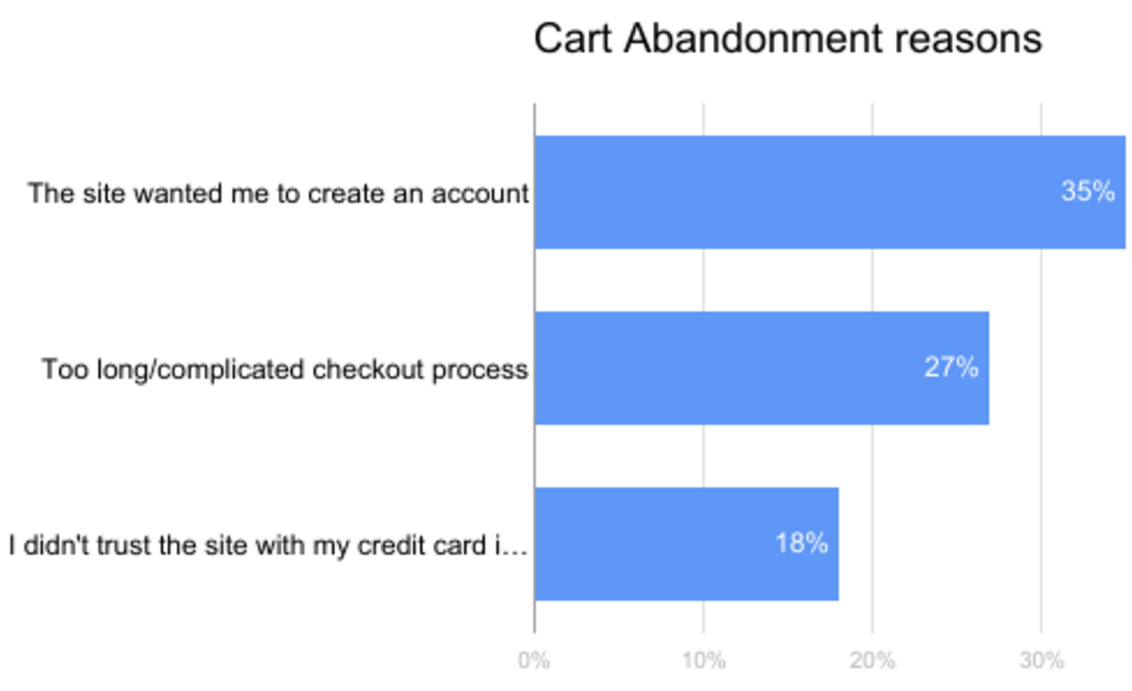 Cart Abandonment reasons
The site wanted me to create an account
35%
Too long/complicated checkout process
27%
I didn't trust the site with my credit card i...
18%
0% 10% 20% 30%